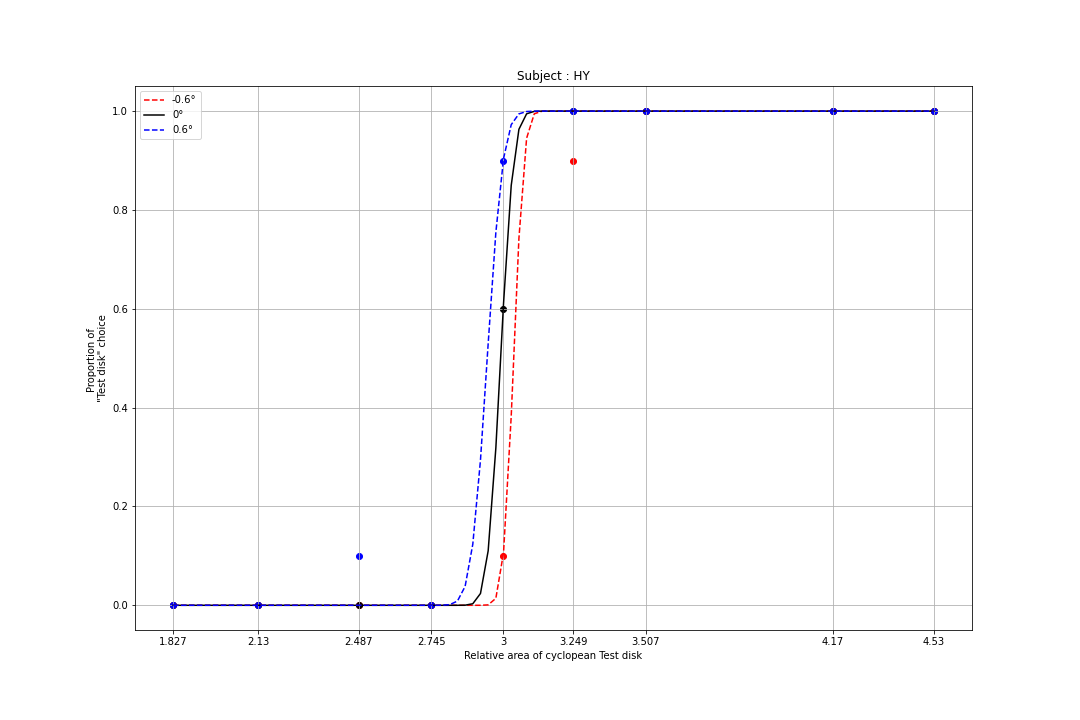 Subject : HY
-0.6°
0°
0.6°
1.0
0.8
0.6
0.4
0.2
0.0
Proportion of
"Test disk" choice
1.827 2.13 2.487 2.745 3 3.249 3.507 4.17 4.53
Relative area of cyclopean Test disk